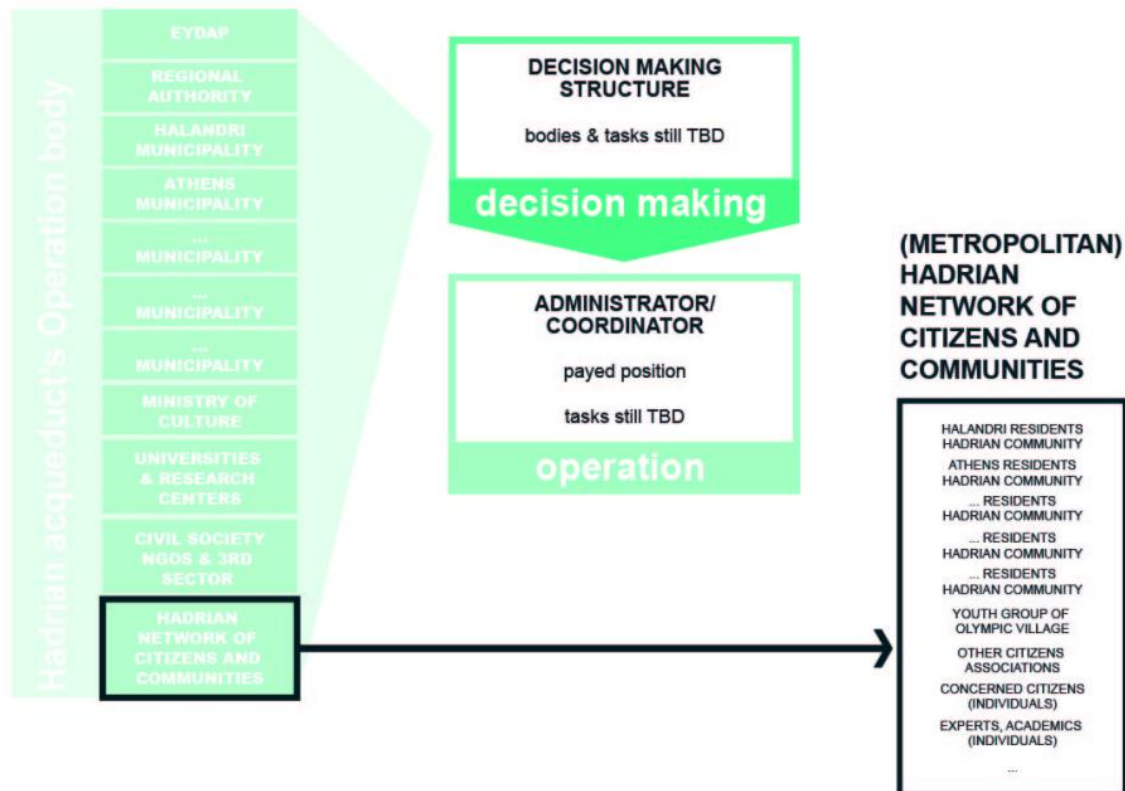 Hadrian acqueduct's Operation body
EYDAP
REGIONAL
AUTHORITY
HALANDRI
MUNICIPALITY
ATHENS
MUNICIPALITY
...
MUNICIPALITY
...
MUNICIPALITY
...
MUNICIPALITY
MINISTRY OF
CULTURE
UNIVERSITIES
& RESEARCH
CENTERS
CIVIL SOCIETY
NGOS & 3RD
SECTOR
HADRIAN
NETWORK OF
CITIZENS AND
COMMUNITIES
DECISION MAKING
STRUCTURE
bodies & tasks still TBD
decision making
ADMINISTRATOR/
COORDINATOR
payed position
tasks still TBD
operation
(METROPOLITAN)
HADRIAN
NETWORK OF
CITIZENS AND
COMMUNITIES
HALANDRI RESIDENTS
HADRIAN COMMUNITY
ATHENS RESIDENTS
HADRIAN COMMUNITY
... RESIDENTS
HADRIAN COMMUNITY
... RESIDENTS
HADRIAN COMMUNITY
... RESIDENTS
HADRIAN COMMUNITY
YOUTH GROUP OF
OLYMPIC VILLAGE
OTHER CITIZENS
ASSOCIATIONS
CONCERNED CITIZENS
(INDIVIDUALS)
EXPERTS, ACADEMICS
(INDIVIDUALS)
...